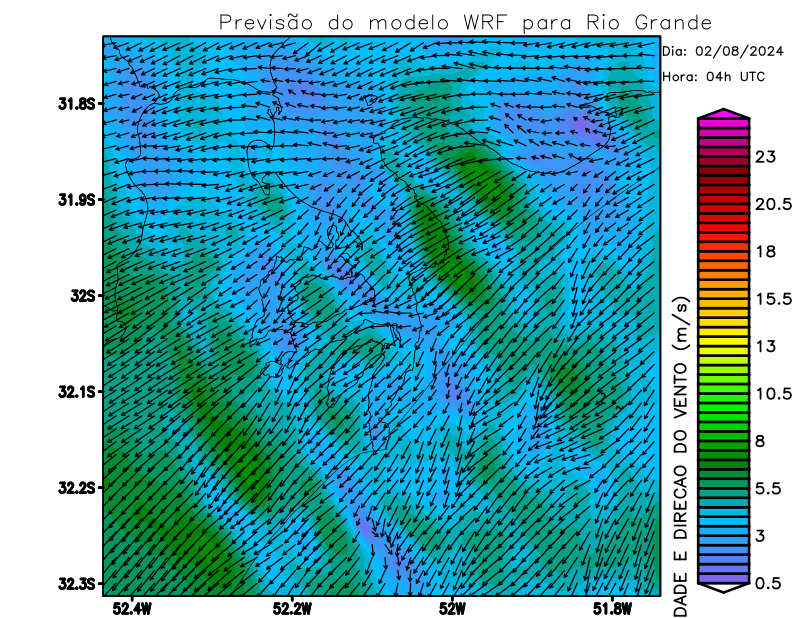 Previsão do modelo WRF para Rio Grande
Dia: 02/08/2024
Hora: 04h UTC
31.8S
31.9S
32S
32.1S
32.2S
32.3S
52.4W
52.2W
52W
51.8W
DADE E DIRECAO DO VENTO (m/s)
23
20.5
18
15.5
13
10.5
8
5.5
3
0.5